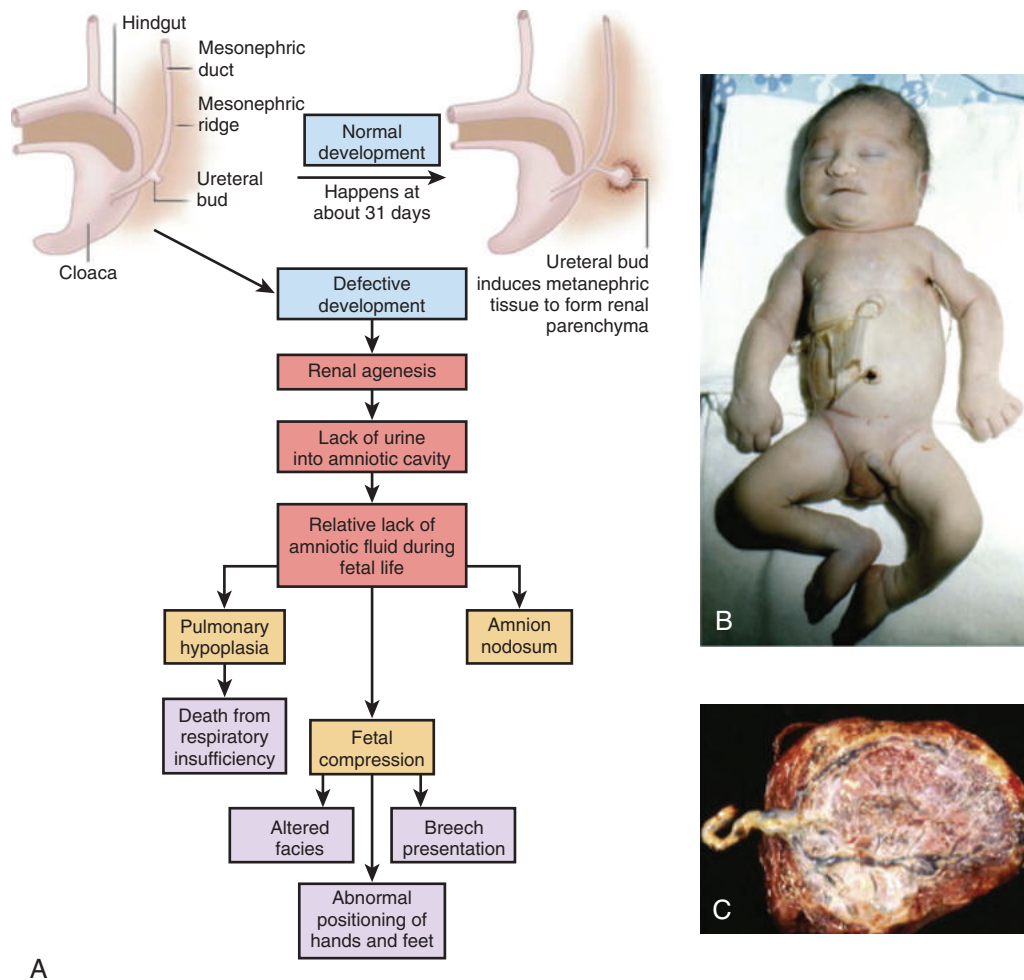 Hindgut
Mesonephric
duct
Mesonephric
ridge
Ureteral
bud
Cloaca
Normal
development
Happens at
about 31 days
Ureteral bud
induces metanephric
tissue to form renal
parenchyma
Defective
development
Renal agenesis
Lack of urine
into amniotic cavity
Relative lack of
amniotic fluid during
fetal life
Pulmonary
hypoplasia
Amnion
nodosum
Death from
respiratory
insufficiency
Fetal
compression
Altered
facies
Breech
presentation
Abnormal
positioning of
hands and feet
A
B
C